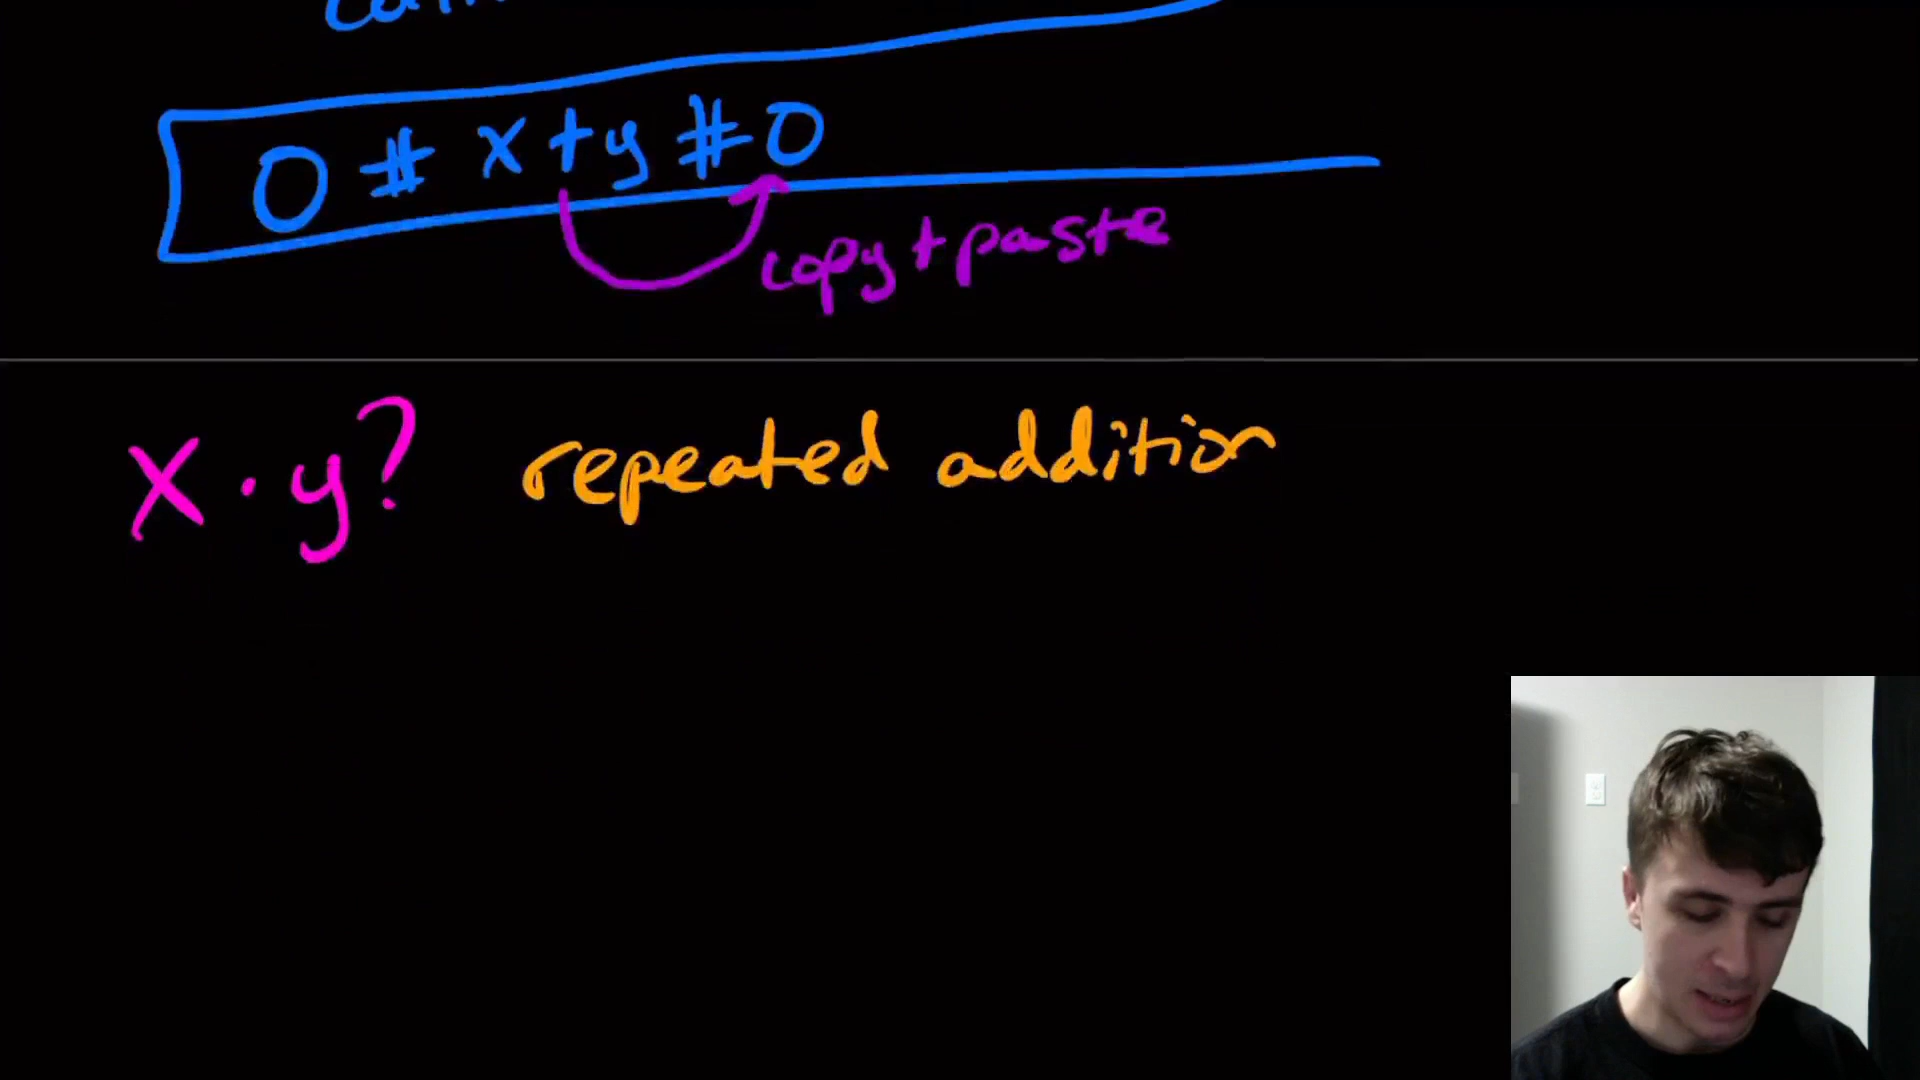 0 # x + y # 0
copy + paste
x · y? repeated addition